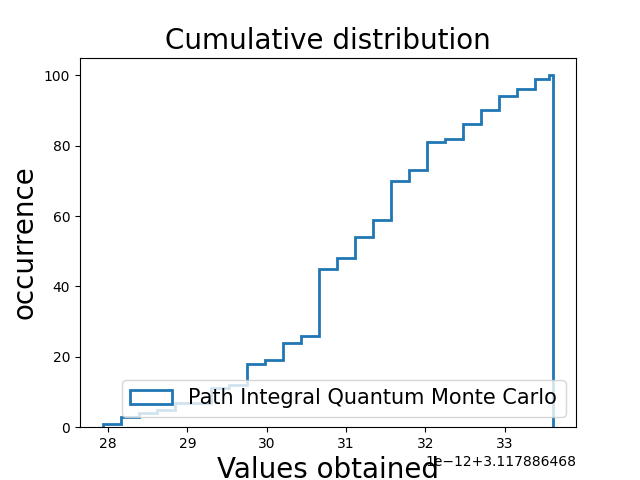 Cumulative distribution
occurrence
100
80
60
40
20
0
Path Integral Quantum Monte Carlo
28 29 30 31 32 33
1e−12+3.117886468
Values obtained